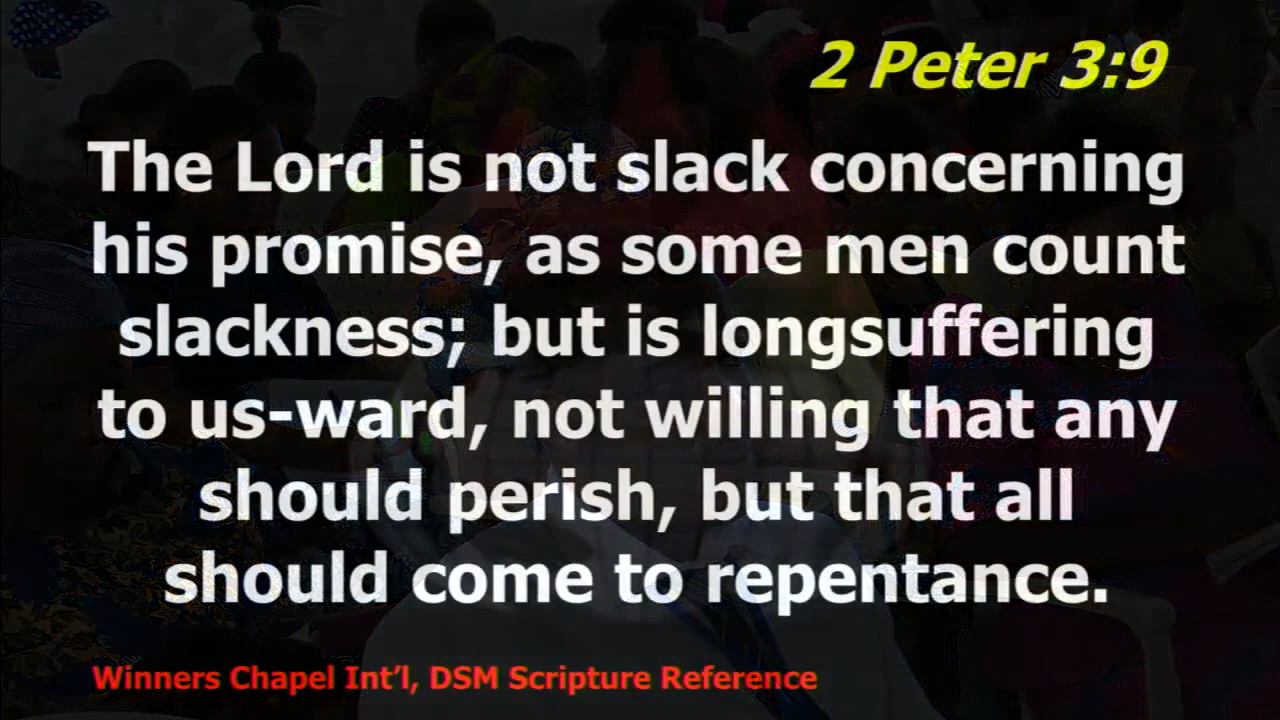 2 Peter 3:9
The Lord is not slack concerning
his promise, as some men count
slackness; but is longsuffering
to us-ward, not willing that any
should perish, but that all
should come to repentance.
Winners Chapel Int’l, DSM Scripture Reference